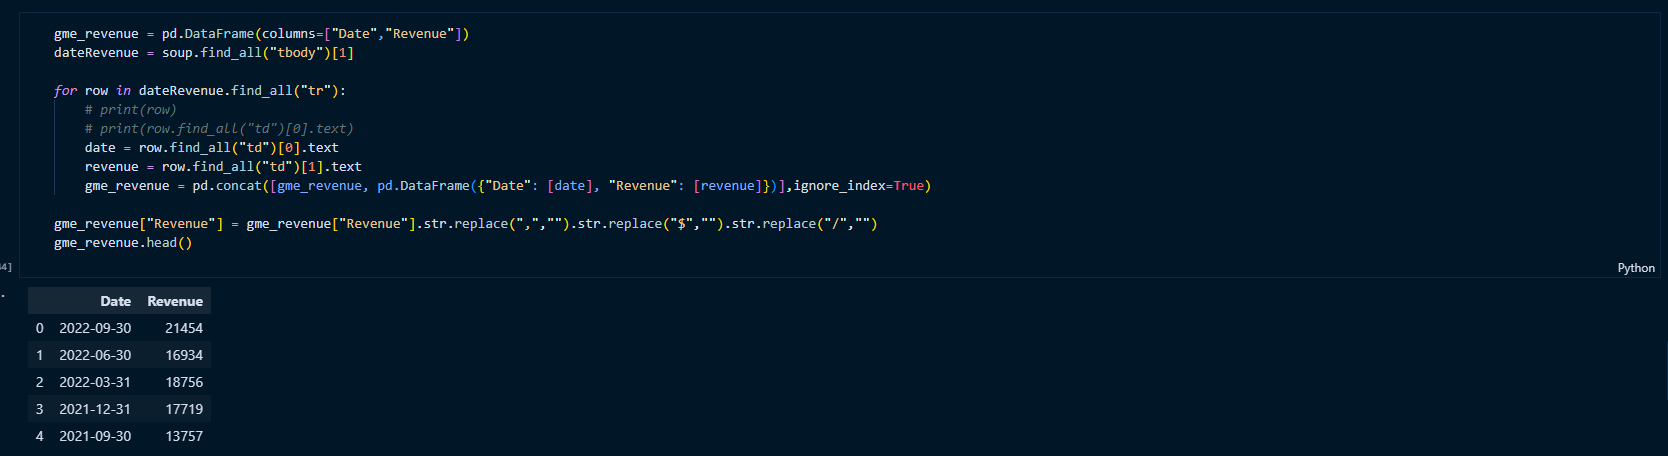 gme_revenue = pd.DataFrame(columns=["Date","Revenue"])
dateRevenue = soup.find_all("tbody")[1]
for row in dateRevenue.find_all("tr"):
# print(row)
# print(row.find_all("td")[0].text)
date = row.find_all("td")[0].text
revenue = row.find_all("td")[1].text
gme_revenue = pd.concat([gme_revenue, pd.DataFrame({"Date": [date], "Revenue": [revenue]})],ignore_index=True)
gme_revenue["Revenue"] = gme_revenue["Revenue"].str.replace(",","").str.replace("$","").str.replace("/","")
gme_revenue.head()
4]
Python
Date Revenue
0 2022-09-30 21454
1 2022-06-30 16934
2 2022-03-31 18756
3 2021-12-31 17719
4 2021-09-30 13757